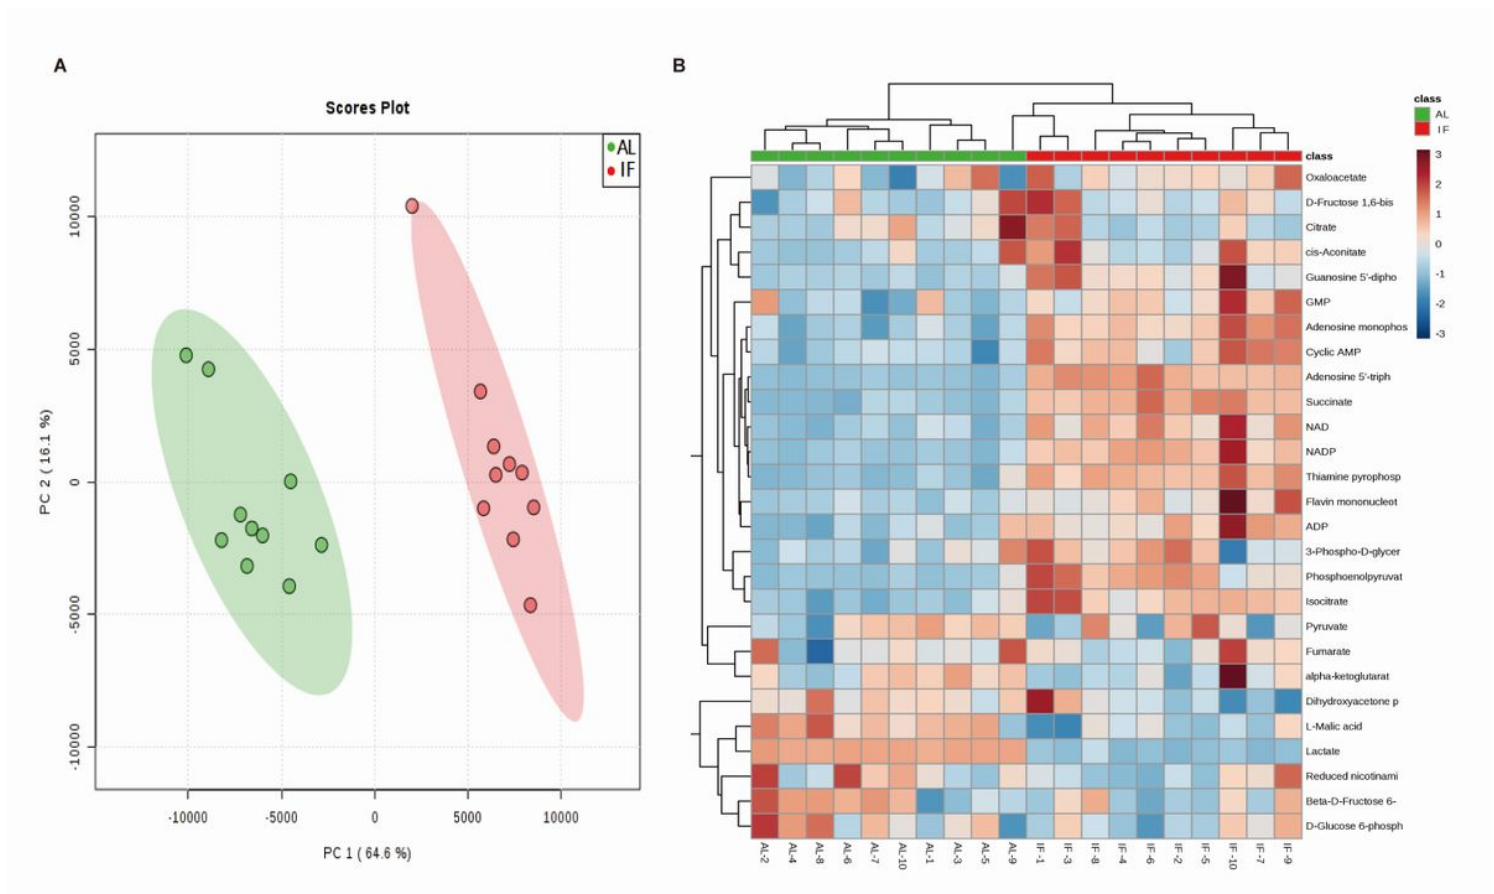 A
B
Scores Plot
AL
IF
10000
5000
0
-50000
-10000
-10000
-5000
0
5000
10000
PC 2 ( 16.1 %)
PC 1 ( 64.6 %)
class
AL
IF
3
2
1
0
-1
-2
-3
class
Oxaloacetate
D-Fructose 1,6-bis
Citrate
cis-Aconitate
Guanosine 5'-dipho
GMP
Adenosine monophos
Cyclic AMP
Adenosine 5'-triph
Succinate
NAD
NADP
Thiamine pyrophosp
Flavin mononucleot
ADP
3-Phospho-D-glycer
Phosphoenolpyruvat
Isocitrate
Pyruvate
Fumarate
alpha-ketoglutarat
Dihydroxyacetone p
L-Malic acid
Lactate
Reduced nicotinami
Beta-D-Fructose 6-
D-Glucose 6-phosph
AL-2
AL-4
AL-8
AL-6
AL-7
AL-10
AL-1
AL-3
AL-5
AL-9
IF-1
IF-3
IF-8
IF-4
IF-6
IF-2
IF-5
IF-10
IF-7
IF-9